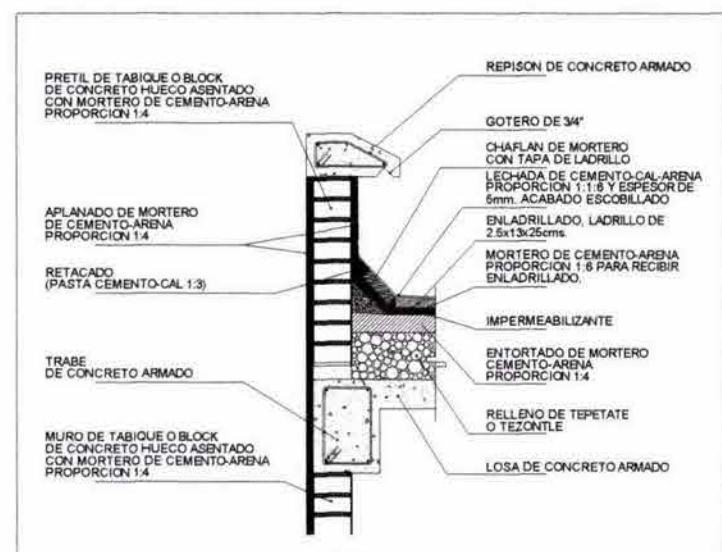 PRETIL DE TABIQUE O BLOCK
DE CONCRETO HUECO ASENTADO
CON MORTERO DE CEMENTO-ARENA
PROPORCION 1:4
APLANADO DE MORTERO
DE CEMENTO-ARENA
PROPORCION 1:4
RETACADO
(PASTA CEMENTO-CAL 1:3)
TRABE
DE CONCRETO ARMADO
MURO DE TABIQUE O BLOCK
DE CONCRETO HUECO ASENTADO
CON MORTERO DE CEMENTO-ARENA
PROPORCION 1:4
REPISON DE CONCRETO ARMADO
GOTERO DE 3/4"
CHAFLAN DE MORTERO
CON TAPA DE LADRILLO
LECHADA DE CEMENTO-CAL-ARENA
PROPORCION 1:1:6 Y ESPESOR DE
5mm. ACABADO ESCOBILLADO
ENLADRILLADO, LADRILLO DE
2.5x13x25cms.
MORTERO DE CEMENTO-ARENA
PROPORCION 1:6 PARA RECIBIR
ENLADRILLADO.
IMPERMEABILIZANTE
ENTORTADO DE MORTERO
CEMENTO-ARENA
PROPORCION 1:4
RELLENO DE TEPETATE
O TEZONTLE
LOSA DE CONCRETO ARMADO